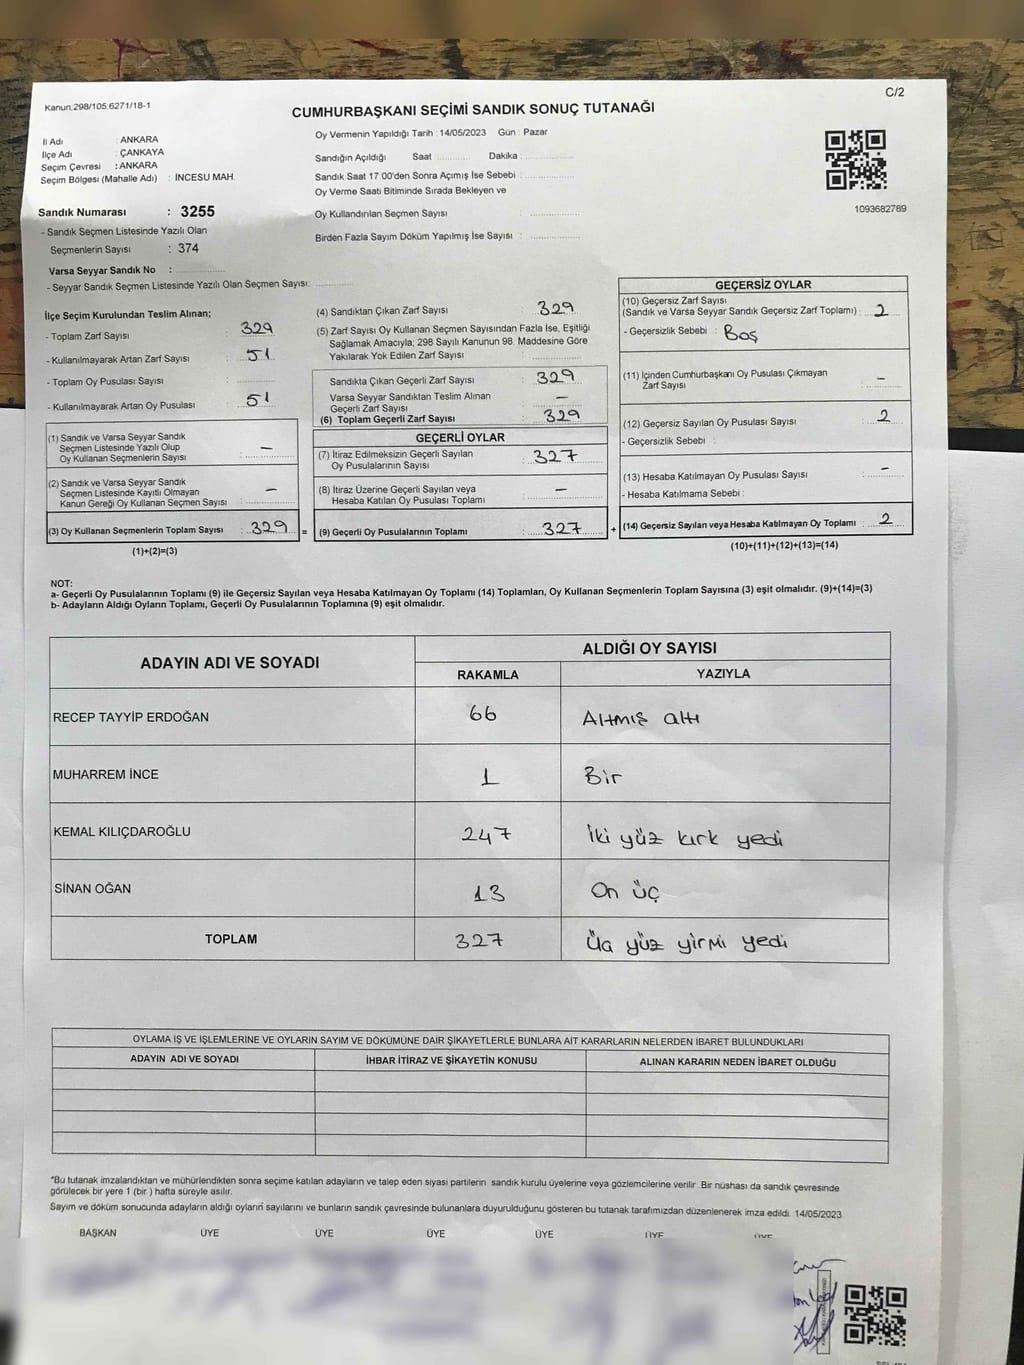 Kanun;298/105;6271/18-1
C/2
CUMHURBAŞKANI SEÇİMİ SANDIK SONUÇ TUTANAĞI
İl Adı : ANKARA
İlçe Adı : ÇANKAYA
Seçim Çevresi : ANKARA
Seçim Bölgesi (Mahalle Adı) : İNCESU MAH.
Oy Vermenin Yapıldığı Tarih : 14/05/2023 Gün : Pazar
Sandığın Açıldığı Saat ........... Dakika : ................
Sandık Saat 17:00'den Sonra Açımış İse Sebebi : ................
Oy Verme Saati Bitiminde Sırada Bekleyen ve
Oy Kullandırılan Seçmen Sayısı : ................
Birden Fazla Sayım Döküm Yapılmış İse Sayısı : ................
1093682789
Sandık Numarası : 3255
- Sandık Seçmen Listesinde Yazılı Olan
Seçmenlerin Sayısı : 374
Varsa Seyyar Sandık No : ................
- Seyyar Sandık Seçmen Listesinde Yazılı Olan Seçmen Sayısı: ............
İlçe Seçim Kurulundan Teslim Alınan;
- Toplam Zarf Sayısı : 329
- Kullanılmayarak Artan Zarf Sayısı : 51
- Toplam Oy Pusulası Sayısı : ............
- Kullanılmayarak Artan Oy Pusulası : 51
(1) Sandık ve Varsa Seyyar Sandık
Seçmen Listesinde Yazılı Olup
Oy Kullanan Seçmenlerin Sayısı : —
(2) Sandık ve Varsa Seyyar Sandık
Seçmen Listesinde Kayıtlı Olmayan
Kanun Gereği Oy Kullanan Seçmen Sayısı : —
(3) Oy Kullanan Seçmenlerin Toplam Sayısı : 329 =
(1)+(2)=(3)
(4) Sandıktan Çıkan Zarf Sayısı : 329
(5) Zarf Sayısı Oy Kullanan Seçmen Sayısından Fazla İse, Eşitliği
Sağlamak Amacıyla; 298 Sayılı Kanunun 98. Maddesine Göre
Yakılarak Yok Edilen Zarf Sayısı : ............
Sandıkta Çıkan Geçerli Zarf Sayısı : 329
Varsa Seyyar Sandıktan Teslim Alınan
Geçerli Zarf Sayısı : —
(6) Toplam Geçerli Zarf Sayısı : 329
GEÇERLİ OYLAR
(7) İtiraz Edilmeksizin Geçerli Sayılan
Oy Pusulalarının Sayısı : 327
(8) İtiraz Üzerine Geçerli Sayılan veya
Hesaba Katılan Oy Pusulası Toplamı : —
(9) Geçerli Oy Pusulalarının Toplamı : 327 +
GEÇERSİZ OYLAR
(10) Geçersiz Zarf Sayısı
(Sandık ve Varsa Seyyar Sandık Geçersiz Zarf Toplamı) : 2
- Geçersizlik Sebebi : Boş
(11) İçinden Cumhurbaşkanı Oy Pusulası Çıkmayan
Zarf Sayısı : —
(12) Geçersiz Sayılan Oy Pusulası Sayısı : 2
- Geçersizlik Sebebi :
(13) Hesaba Katılmayan Oy Pusulası Sayısı : —
- Hesaba Katılmama Sebebi :
(14) Geçersiz Sayılan veya Hesaba Katılmayan Oy Toplamı : 2
(10)+(11)+(12)+(13)=(14)
NOT:
a- Geçerli Oy Pusulalarının Toplamı (9) ile Geçersiz Sayılan veya Hesaba Katılmayan Oy Toplamı (14) Toplamları, Oy Kullanan Seçmenlerin Toplam Sayısına (3) eşit olmalıdır. (9)+(14)=(3)
b- Adayların Aldığı Oyların Toplamı, Geçerli Oy Pusulalarının Toplamına (9) eşit olmalıdır.
ADAYIN ADI VE SOYADI ALDIĞI OY SAYISI
RAKAMLA YAZIYLA
RECEP TAYYİP ERDOĞAN 66 Altmış altı
MUHARREM İNCE 1 Bir
KEMAL KILIÇDAROĞLU 247 İki yüz kırk yedi
SİNAN OĞAN 13 On üç
TOPLAM 327 Üç yüz yirmi yedi
OYLAMA İŞ VE İŞLEMLERİNE VE OYLARIN SAYIM VE DÖKÜMÜNE DAİR ŞİKAYETLERLE BUNLARA AİT KARARLARIN NELERDEN İBARET BULUNDUKLARI
ADAYIN ADI VE SOYADI İHBAR İTİRAZ VE ŞİKAYETİN KONUSU ALINAN KARARIN NEDEN İBARET OLDUĞU
*Bu tutanak imzalandıktan ve mühürlendikten sonra seçime katılan adayların ve talep eden siyasi partilerin sandık kurulu üyelerine veya gözlemcilerine verilir. Bir nüshası da sandık çevresinde
görülecek bir yere 1 (bir ) hafta süreyle asılır.
Sayım ve döküm sonucunda adayların aldığı oyların sayılarını ve bunların sandık çevresinde bulunanlara duyurulduğunu gösteren bu tutanak tarafımızdan düzenlenerek imza edildi. 14/05/2023
BAŞKAN ÜYE ÜYE ÜYE ÜYE ÜYE ÜYE